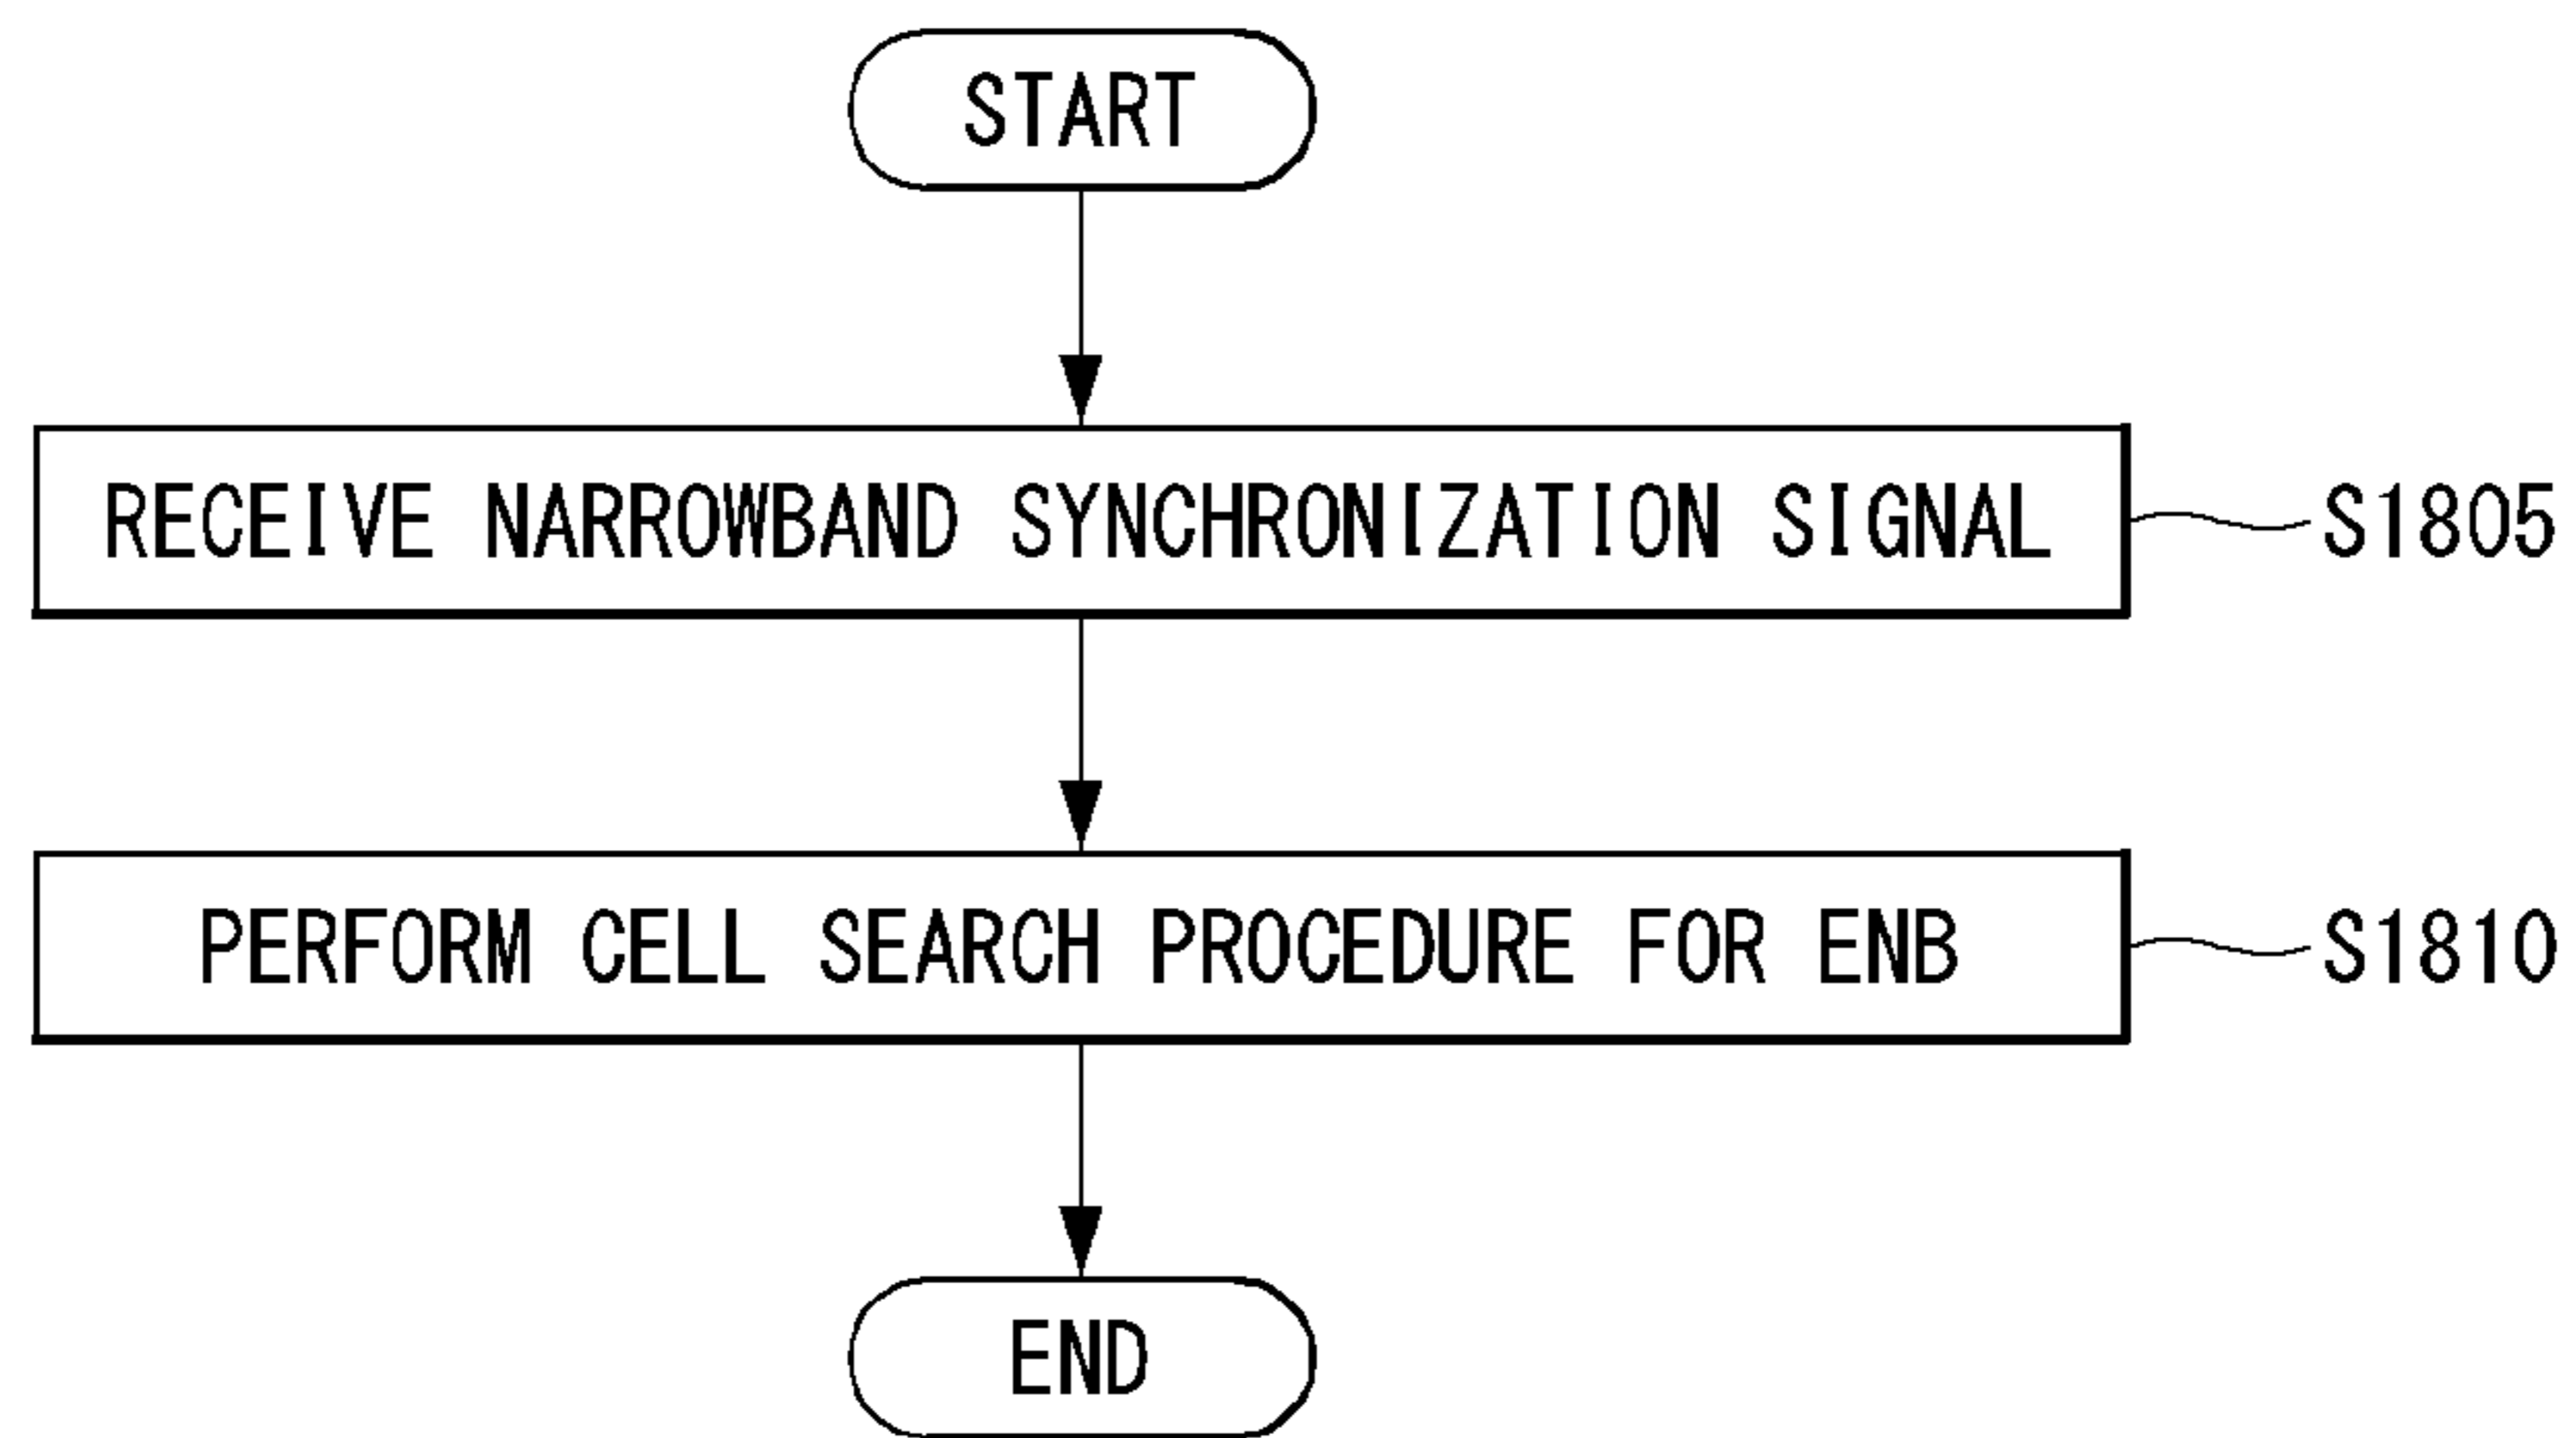 START
RECEIVE NARROWBAND SYNCHRONIZATION SIGNAL
S1805
PERFORM CELL SEARCH PROCEDURE FOR ENB
S1810
END